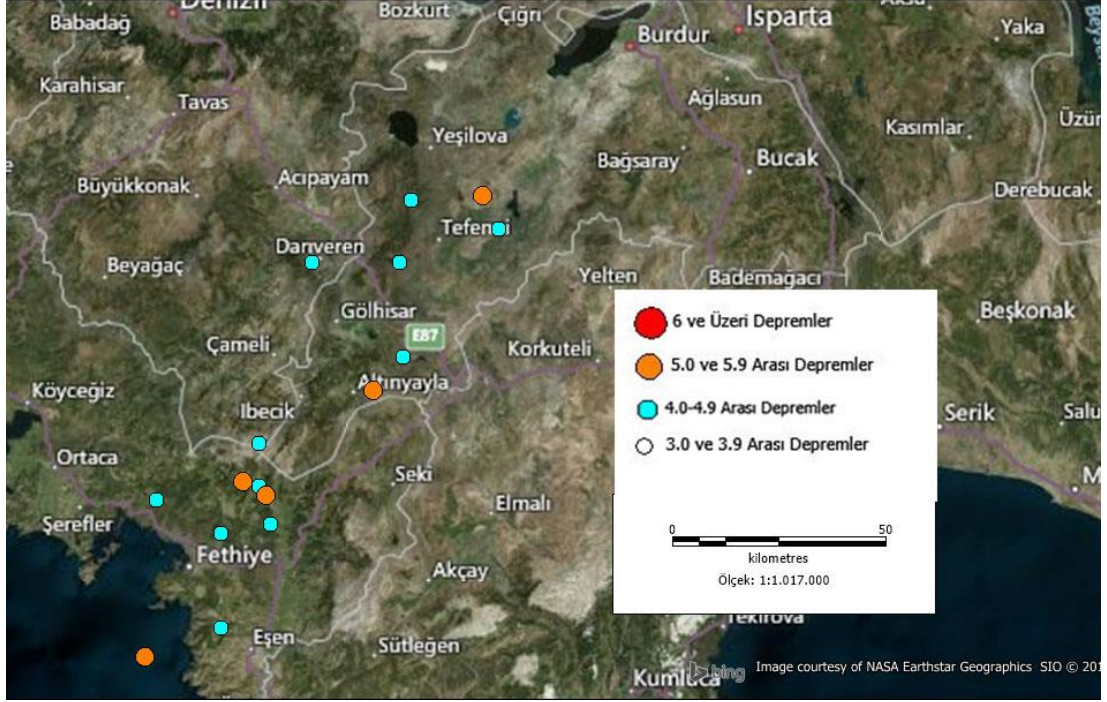 Denizli
Bozkurt
Çığrı
Isparta
Aksu
Babadağ
Burdur
Yaka
Karahisar
Tavas
Ağlasun
Yeşilova
Kasımlar
Bağsaray
Bucak
Büyükkonak
Acıpayam
Derebucak
Tefenni
Darıveren
Beyağaç
Yelten
Bademağacı
Gölhisar
Beşkonak
E87
Çameli
Korkuteli
Altınyayla
Köyceğiz
Ibecik
Serik
Ortaca
Seki
Elmalı
Şerefler
Fethiye
Akçay
Eşen
Sütleğen
Tekirova
Kumluca
6 ve Üzeri Depremler
5.0 ve 5.9 Arası Depremler
4.0-4.9 Arası Depremler
3.0 ve 3.9 Arası Depremler
0 50
kilometres
Ölçek: 1:1.017.000
bing
Image courtesy of NASA Earthstar Geographics SIO © 201